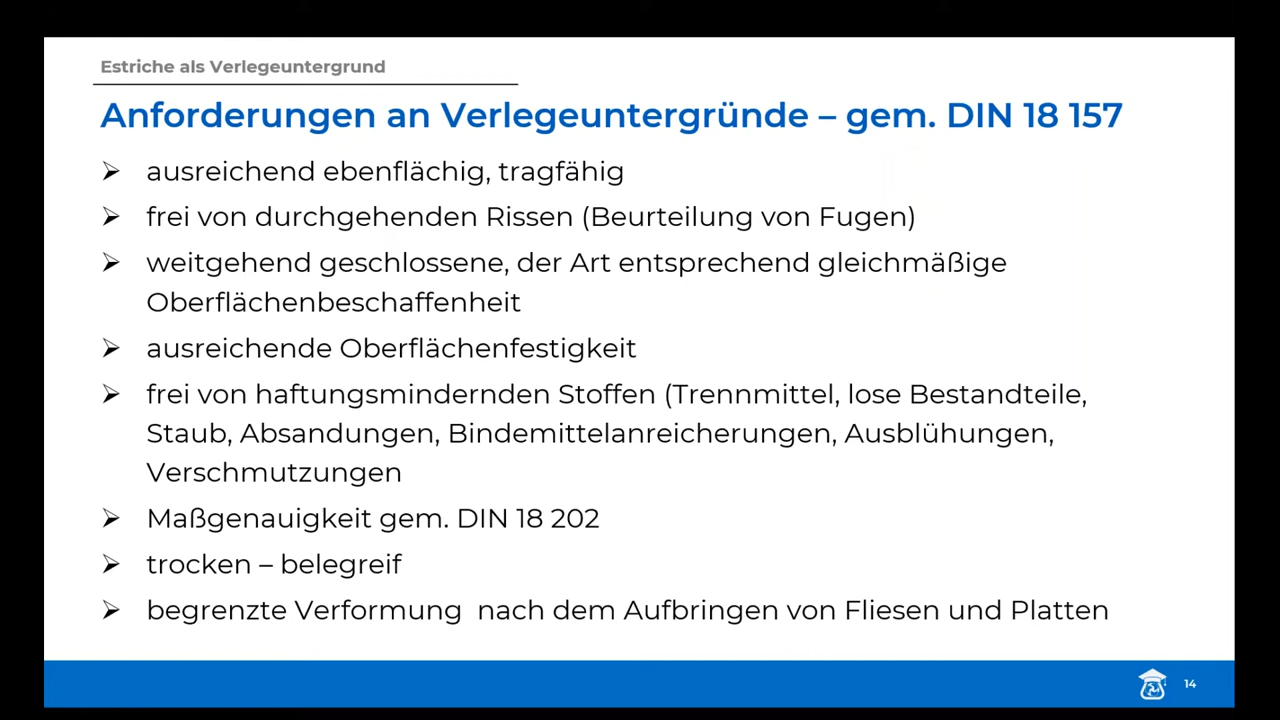 Estriche als Verlegeuntergrund
Anforderungen an Verlegeuntergründe – gem. DIN 18 157
➢ ausreichend ebenflächig, tragfähig
➢ frei von durchgehenden Rissen (Beurteilung von Fugen)
➢ weitgehend geschlossene, der Art entsprechend gleichmäßige
Oberflächenbeschaffenheit
➢ ausreichende Oberflächenfestigkeit
➢ frei von haftungsmindernden Stoffen (Trennmittel, lose Bestandteile,
Staub, Absandungen, Bindemittelanreicherungen, Ausblühungen,
Verschmutzungen
➢ Maßgenauigkeit gem. DIN 18 202
➢ trocken – belegreif
➢ begrenzte Verformung  nach dem Aufbringen von Fliesen und Platten
14